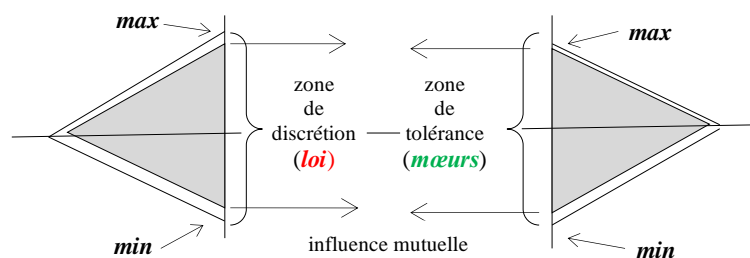 max
max
zone
de
discrétion
(loi)
zone
de
tolérance
(mœurs)
min
influence mutuelle
min